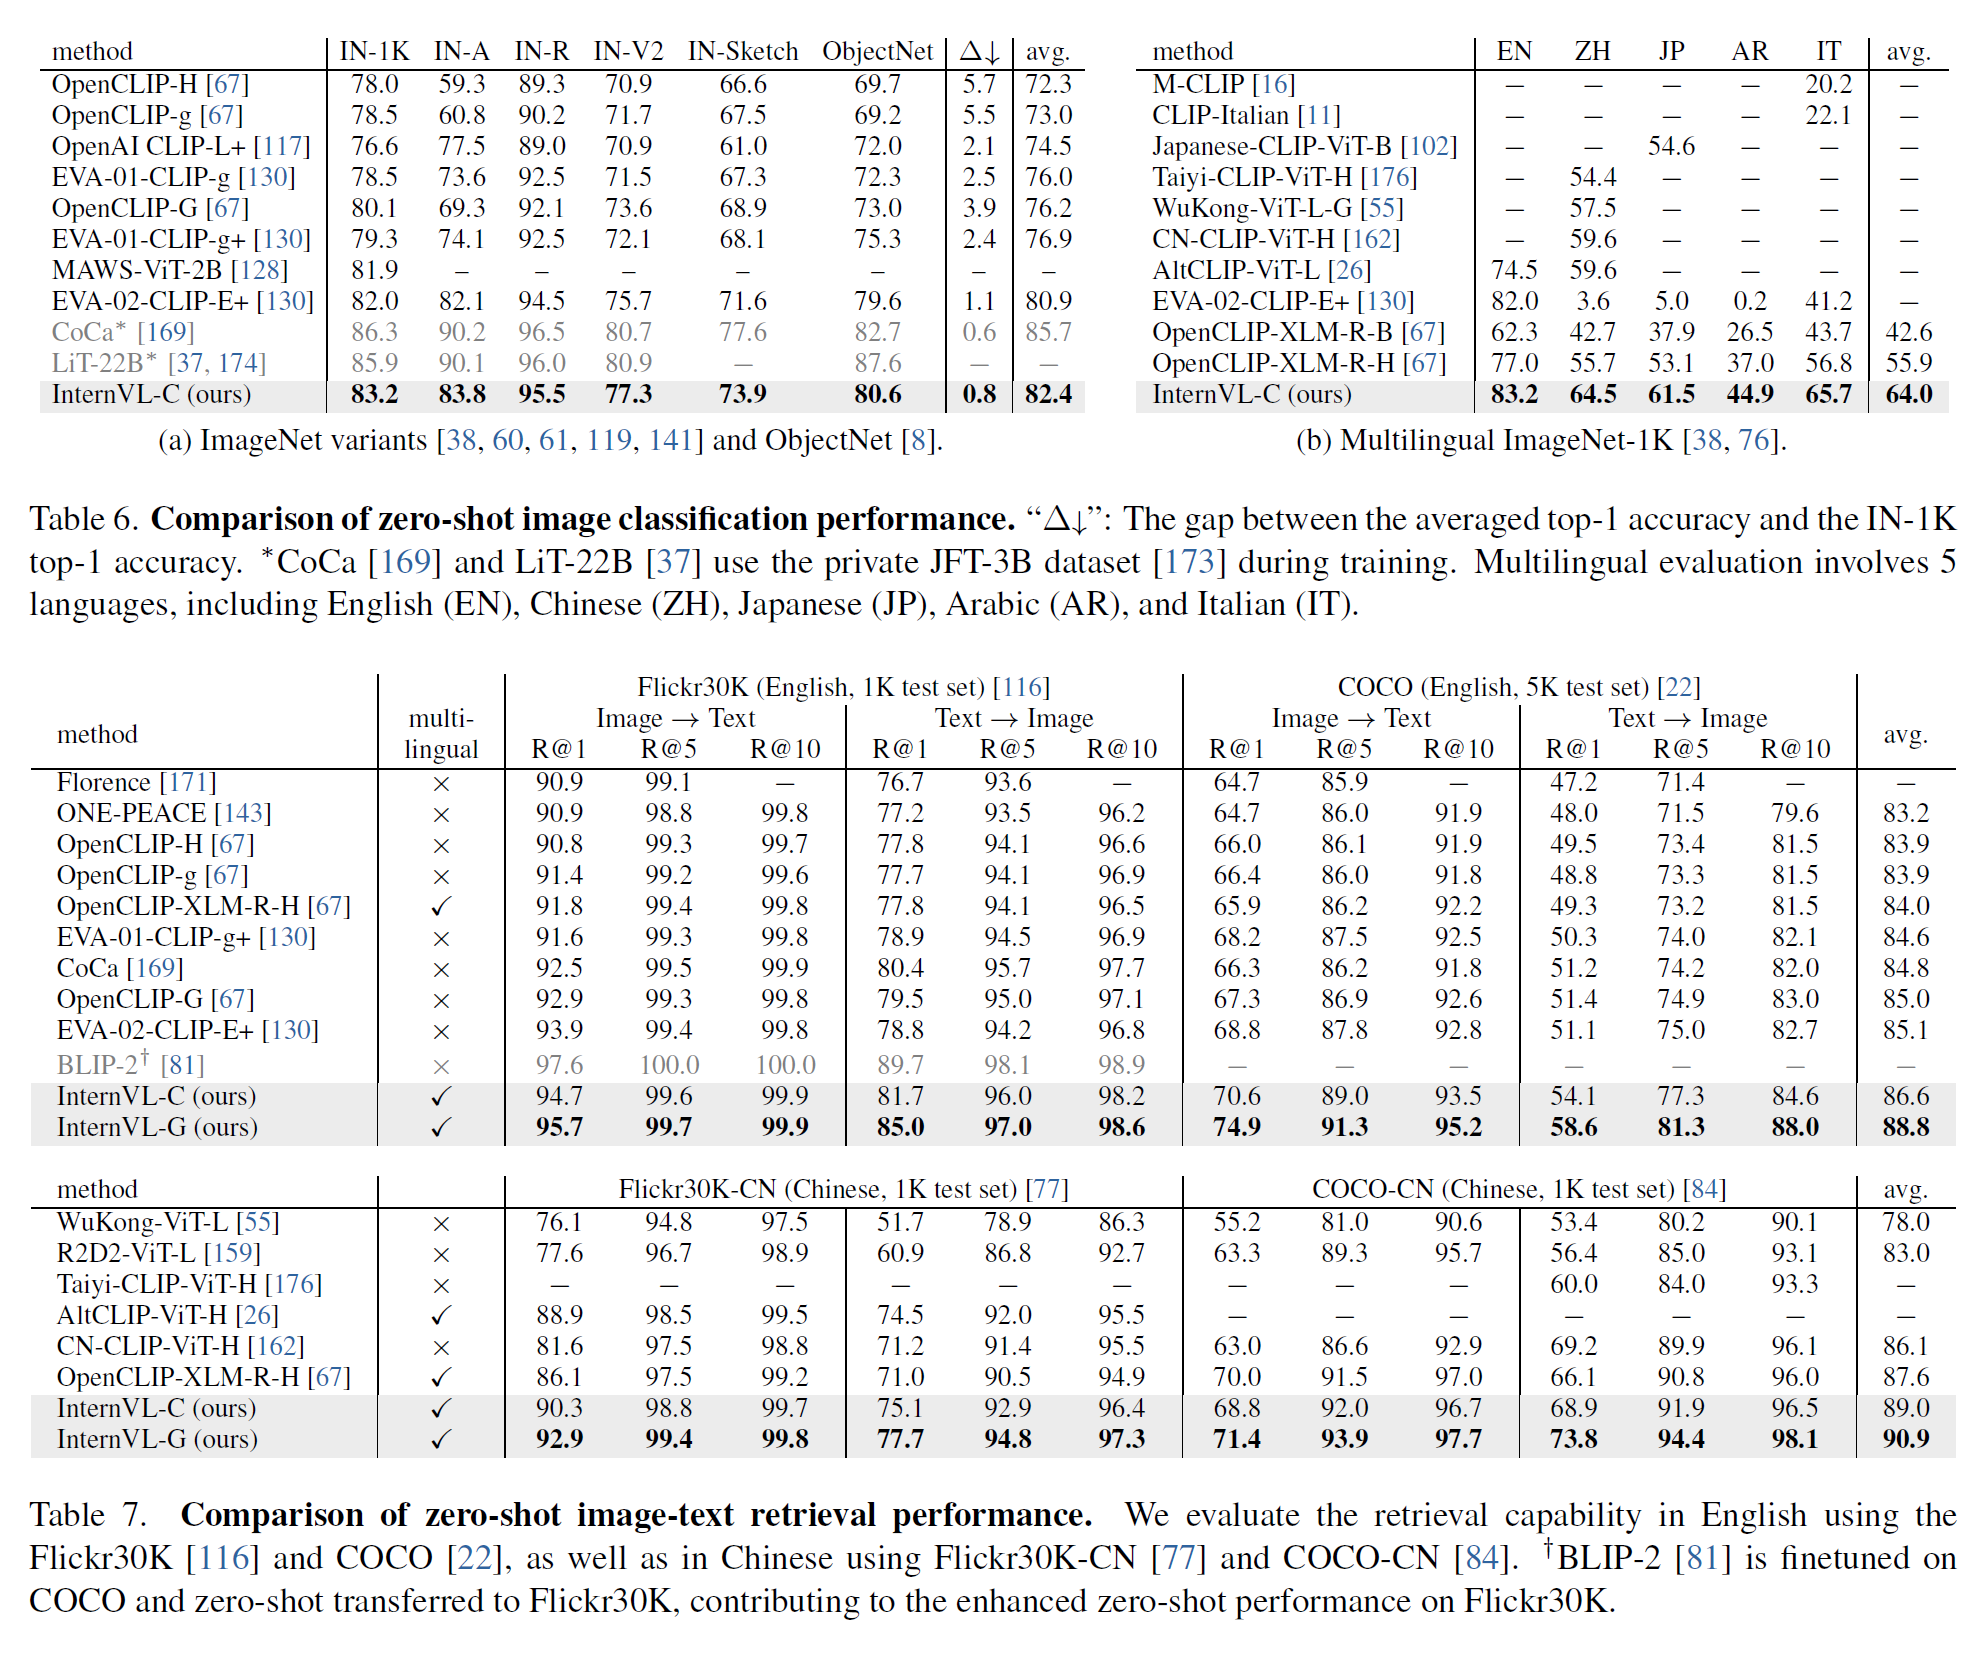 method IN-1K IN-A IN-R IN-V2 IN-Sketch ObjectNet Δ↓ avg.
OpenCLIP-H [67] 78.0 59.3 89.3 70.9 66.6 69.7 5.7 72.3
OpenCLIP-g [67] 78.5 60.8 90.2 71.7 67.5 69.2 5.5 73.0
OpenAI CLIP-L+ [117] 76.6 77.5 89.0 70.9 61.0 72.0 2.1 74.5
EVA-01-CLIP-g [130] 78.5 73.6 92.5 71.5 67.3 72.3 2.5 76.0
OpenCLIP-G [67] 80.1 69.3 92.1 73.6 68.9 73.0 3.9 76.2
EVA-01-CLIP-g+ [130] 79.3 74.1 92.5 72.1 68.1 75.3 2.4 76.9
MAWS-ViT-2B [128] 81.9 – – – – – – –
EVA-02-CLIP-E+ [130] 82.0 82.1 94.5 75.7 71.6 79.6 1.1 80.9
CoCa* [169] 86.3 90.2 96.5 80.7 77.6 82.7 0.6 85.7
LiT-22B* [37, 174] 85.9 90.1 96.0 80.9 — 87.6 — —
InternVL-C (ours) 83.2 83.8 95.5 77.3 73.9 80.6 0.8 82.4
(a) ImageNet variants [38, 60, 61, 119, 141] and ObjectNet [8].
method EN ZH JP AR IT avg.
M-CLIP [16] — — — — 20.2 —
CLIP-Italian [11] — — — — 22.1 —
Japanese-CLIP-ViT-B [102] — — 54.6 — — —
Taiyi-CLIP-ViT-H [176] — 54.4 — — — —
WuKong-ViT-L-G [55] — 57.5 — — — —
CN-CLIP-ViT-H [162] — 59.6 — — — —
AltCLIP-ViT-L [26] 74.5 59.6 — — — —
EVA-02-CLIP-E+ [130] 82.0 3.6 5.0 0.2 41.2 —
OpenCLIP-XLM-R-B [67] 62.3 42.7 37.9 26.5 43.7 42.6
OpenCLIP-XLM-R-H [67] 77.0 55.7 53.1 37.0 56.8 55.9
InternVL-C (ours) 83.2 64.5 61.5 44.9 65.7 64.0
(b) Multilingual ImageNet-1K [38, 76].
Table 6. Comparison of zero-shot image classification performance. “Δ↓”: The gap between the averaged top-1 accuracy and the IN-1K
top-1 accuracy. *CoCa [169] and LiT-22B [37] use the private JFT-3B dataset [173] during training. Multilingual evaluation involves 5
languages, including English (EN), Chinese (ZH), Japanese (JP), Arabic (AR), and Italian (IT).
Flickr30K (English, 1K test set) [116] COCO (English, 5K test set) [22]
multi- Image → Text Text → Image Image → Text Text → Image
method lingual R@1 R@5 R@10 R@1 R@5 R@10 R@1 R@5 R@10 R@1 R@5 R@10 avg.
Florence [171] × 90.9 99.1 — 76.7 93.6 — 64.7 85.9 — 47.2 71.4 — —
ONE-PEACE [143] × 90.9 98.8 99.8 77.2 93.5 96.2 64.7 86.0 91.9 48.0 71.5 79.6 83.2
OpenCLIP-H [67] × 90.8 99.3 99.7 77.8 94.1 96.6 66.0 86.1 91.9 49.5 73.4 81.5 83.9
OpenCLIP-g [67] × 91.4 99.2 99.6 77.7 94.1 96.9 66.4 86.0 91.8 48.8 73.3 81.5 83.9
OpenCLIP-XLM-R-H [67] ✓ 91.8 99.4 99.8 77.8 94.1 96.5 65.9 86.2 92.2 49.3 73.2 81.5 84.0
EVA-01-CLIP-g+ [130] × 91.6 99.3 99.8 78.9 94.5 96.9 68.2 87.5 92.5 50.3 74.0 82.1 84.6
CoCa [169] × 92.5 99.5 99.9 80.4 95.7 97.7 66.3 86.2 91.8 51.2 74.2 82.0 84.8
OpenCLIP-G [67] × 92.9 99.3 99.8 79.5 95.0 97.1 67.3 86.9 92.6 51.4 74.9 83.0 85.0
EVA-02-CLIP-E+ [130] × 93.9 99.4 99.8 78.8 94.2 96.8 68.8 87.8 92.8 51.1 75.0 82.7 85.1
BLIP-2† [81] × 97.6 100.0 100.0 89.7 98.1 98.9 — — — — — — —
InternVL-C (ours) ✓ 94.7 99.6 99.9 81.7 96.0 98.2 70.6 89.0 93.5 54.1 77.3 84.6 86.6
InternVL-G (ours) ✓ 95.7 99.7 99.9 85.0 97.0 98.6 74.9 91.3 95.2 58.6 81.3 88.0 88.8
method Flickr30K-CN (Chinese, 1K test set) [77] COCO-CN (Chinese, 1K test set) [84] avg.
WuKong-ViT-L [55] × 76.1 94.8 97.5 51.7 78.9 86.3 55.2 81.0 90.6 53.4 80.2 90.1 78.0
R2D2-ViT-L [159] × 77.6 96.7 98.9 60.9 86.8 92.7 63.3 89.3 95.7 56.4 85.0 93.1 83.0
Taiyi-CLIP-ViT-H [176] × — — — — — — — — — 60.0 84.0 93.3 —
AltCLIP-ViT-H [26] ✓ 88.9 98.5 99.5 74.5 92.0 95.5 — — — — — — —
CN-CLIP-ViT-H [162] × 81.6 97.5 98.8 71.2 91.4 95.5 63.0 86.6 92.9 69.2 89.9 96.1 86.1
OpenCLIP-XLM-R-H [67] ✓ 86.1 97.5 99.2 71.0 90.5 94.9 70.0 91.5 97.0 66.1 90.8 96.0 87.6
InternVL-C (ours) ✓ 90.3 98.8 99.7 75.1 92.9 96.4 68.8 92.0 96.7 68.9 91.9 96.5 89.0
InternVL-G (ours) ✓ 92.9 99.4 99.8 77.7 94.8 97.3 71.4 93.9 97.7 73.8 94.4 98.1 90.9
Table 7. Comparison of zero-shot image-text retrieval performance. We evaluate the retrieval capability in English using the
Flickr30K [116] and COCO [22], as well as in Chinese using Flickr30K-CN [77] and COCO-CN [84]. †BLIP-2 [81] is finetuned on
COCO and zero-shot transferred to Flickr30K, contributing to the enhanced zero-shot performance on Flickr30K.